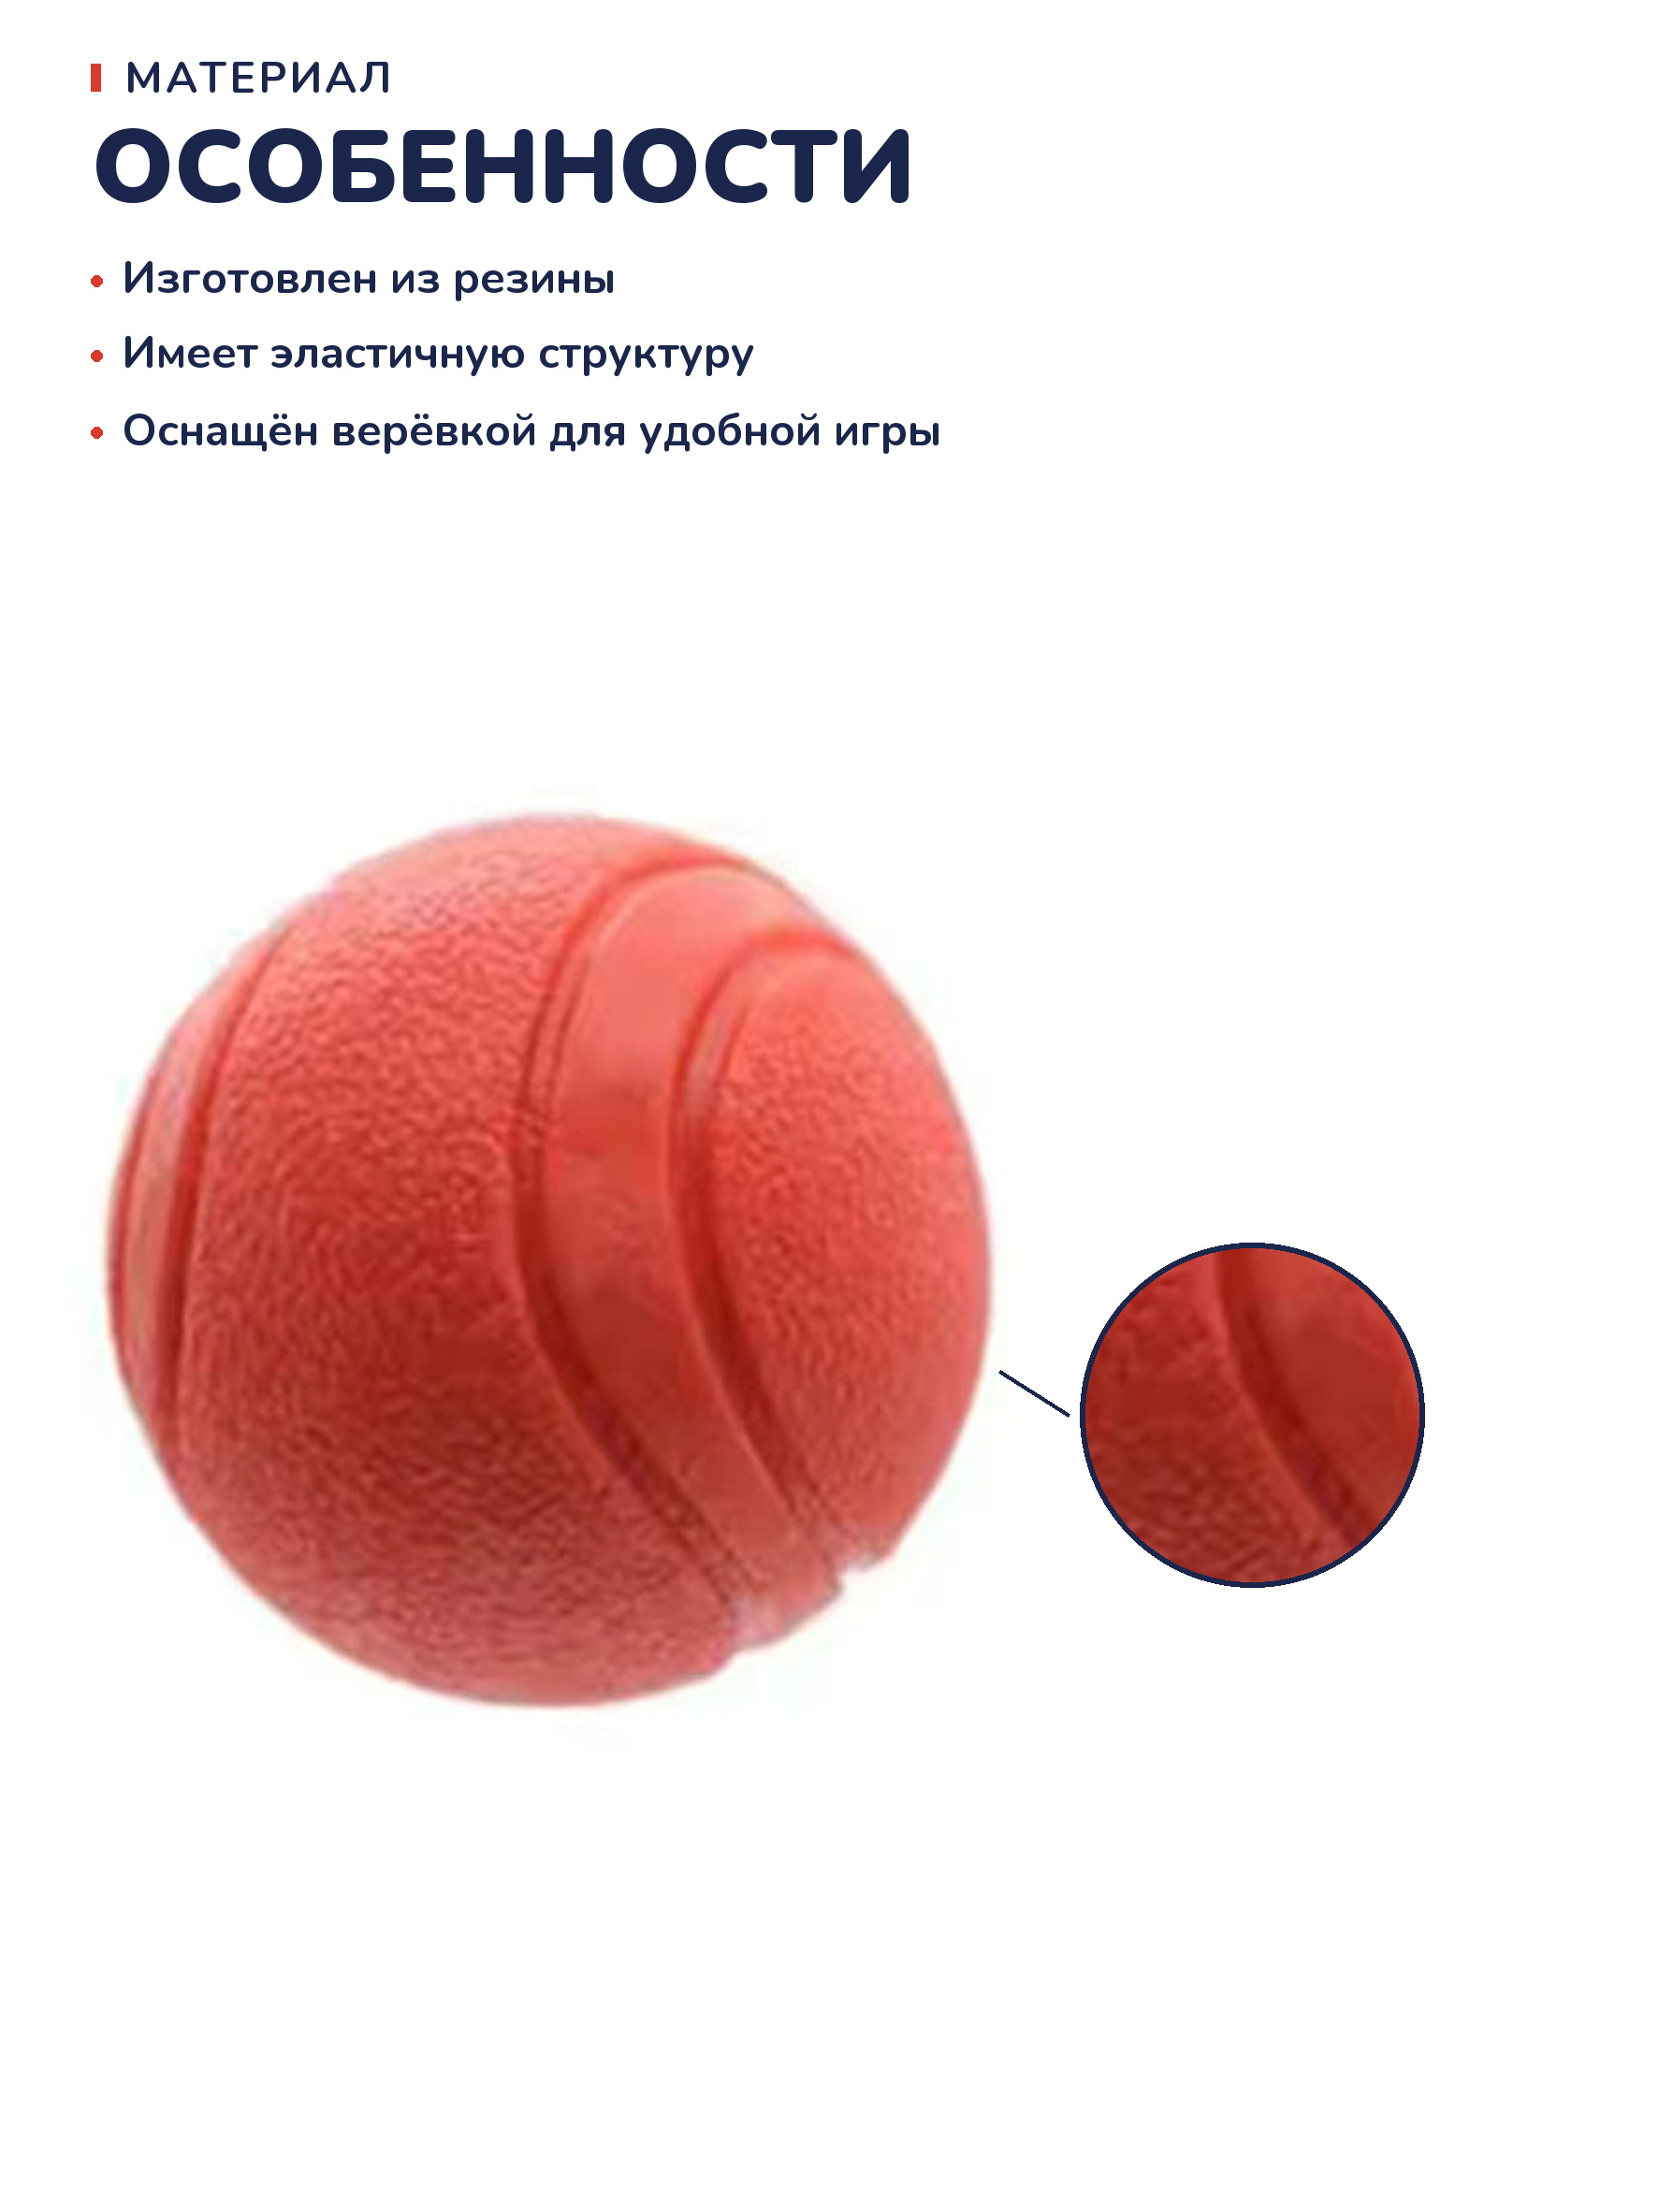 МАТЕРИАЛ
ОСОБЕННОСТИ
Изготовлен из резины
Имеет эластичную структуру
Оснащён верёвкой для удобной игры